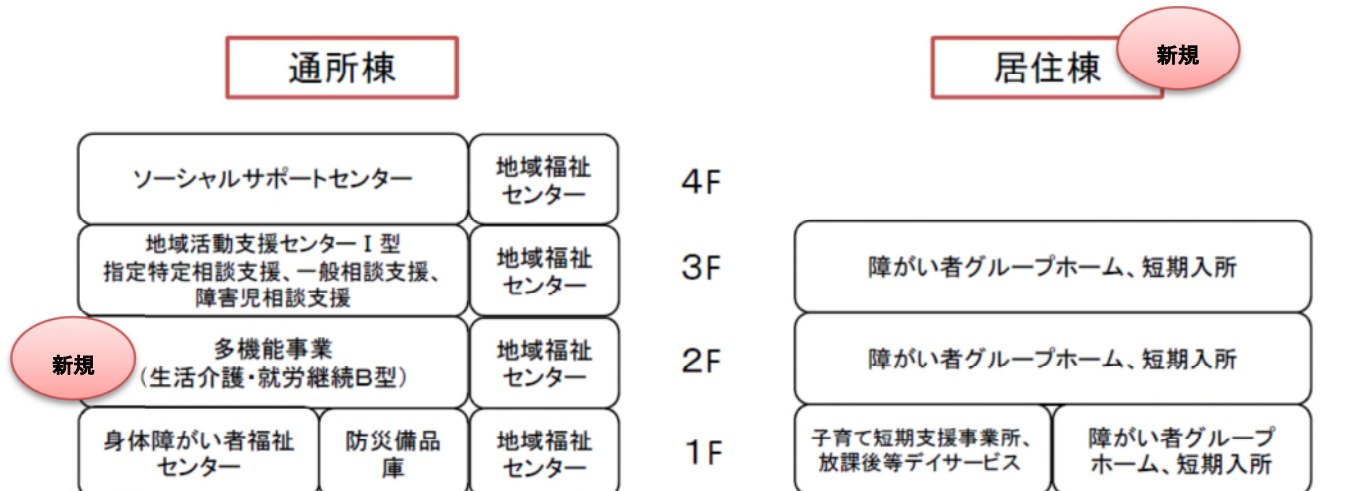 通所棟
居住棟
新規
ソーシャルサポートセンター
地域福祉
センター
4F
地域活動支援センターⅠ型
指定特定相談支援、一般相談支援、
障害児相談支援
地域福祉
センター
3F
障がい者グループホーム、短期入所
新規
多機能事業
(生活介護・就労継続B型)
地域福祉
センター
2F
障がい者グループホーム、短期入所
身体障がい者福祉
センター
防災備品
庫
地域福祉
センター
1F
子育て短期支援事業所、
放課後等デイサービス
障がい者グループ
ホーム、短期入所